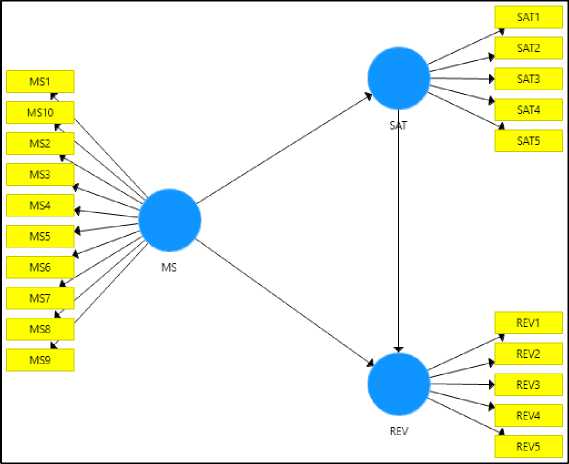 MS1
MS10
MS2
MS3
MS4
MS5
MS6
MS7
MS8
MS9
MS
SAT1
SAT2
SAT3
SAT4
SAT5
SAT
REV1
REV2
REV3
REV4
REV5
REV